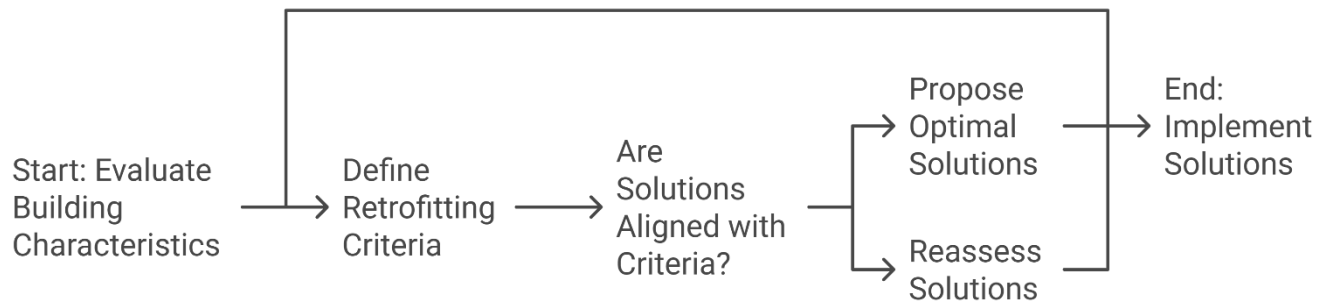 Start: Evaluate
Building
Characteristics
Define
Retrofitting
Criteria
Are
Solutions
Aligned with
Criteria?
Propose
Optimal
Solutions
Reassess
Solutions
End:
Implement
Solutions